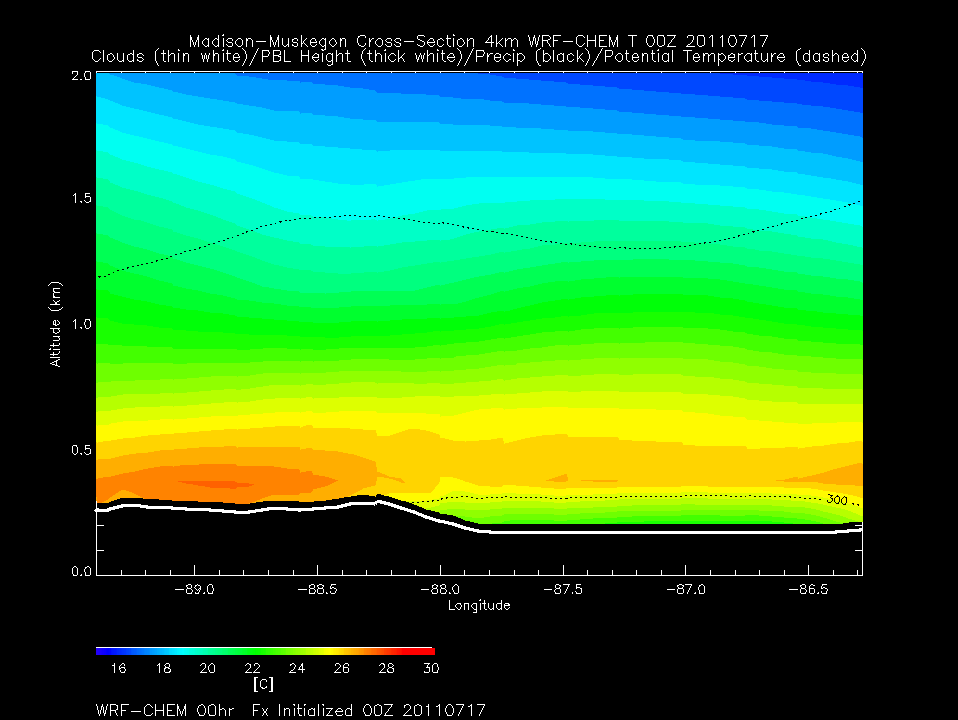 Madison-Muskegon Cross-Section 4km WRF-CHEM T 00Z 20110717
Clouds (thin white)/PBL Height (thick white)/Precip (black)/Potential Temperature (dashed)
2.0
1.5
1.0
0.5
0.0
Altitude (km)
300
-89.0 -88.5 -88.0 -87.5 -87.0 -86.5
Longitude
16 18 20 22 24 26 28 30
[C]
WRF-CHEM 00hr Fx Initialized 00Z 20110717